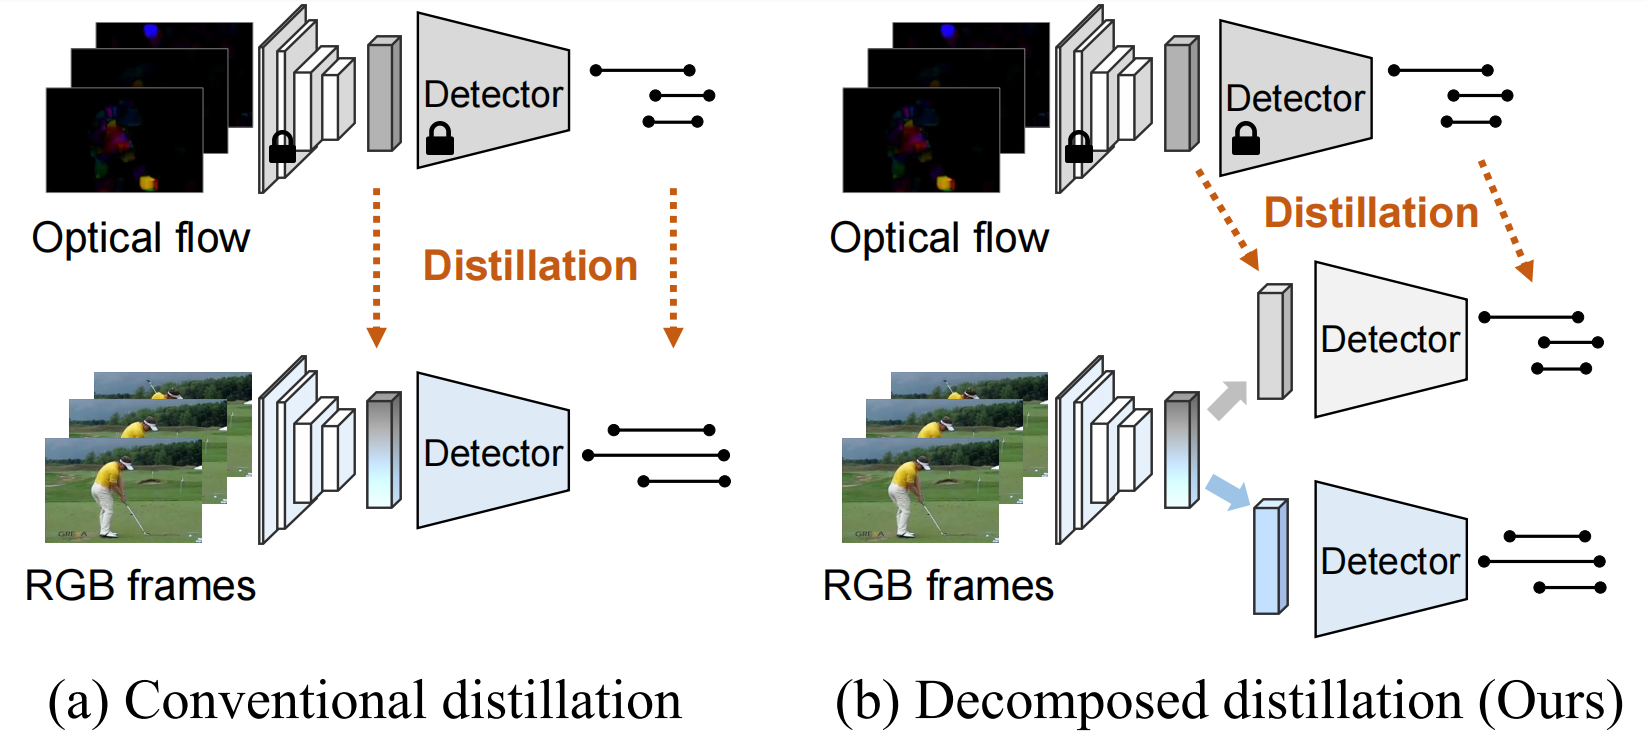 Detector
Optical flow
Distillation
Detector
RGB frames
(a) Conventional distillation
Detector
Optical flow
Distillation
Detector
Detector
RGB frames
(b) Decomposed distillation (Ours)